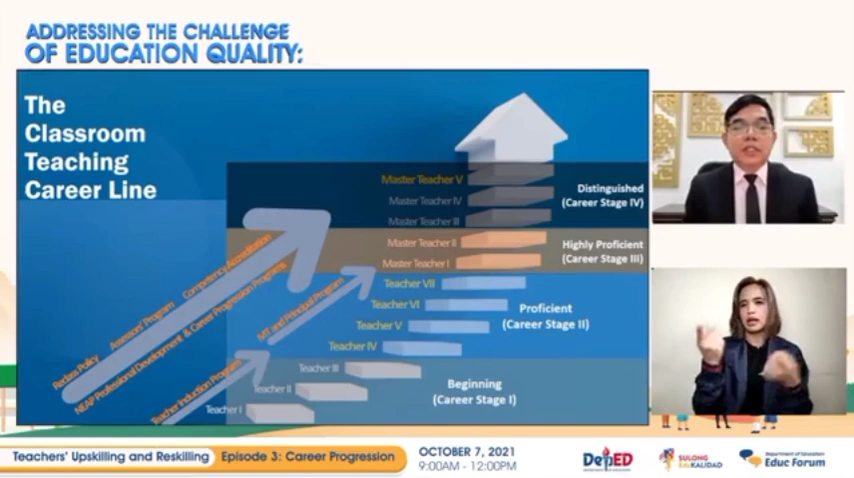 ADDRESSING THE CHALLENGE
OF EDUCATION QUALITY:
The
Classroom
Teaching
Career Line
Master Teacher V
Master Teacher IV
Master Teacher III
Distinguished
(Career Stage IV)
Master Teacher II
Master Teacher I
Highly Proficient
(Career Stage III)
Teacher VII
Teacher VI
Teacher V
Teacher IV
Proficient
(Career Stage II)
Teacher III
Teacher II
Teacher I
Beginning
(Career Stage I)
Reclass Policy Assessors' Program Competency Accreditation
NEAP Professional Development & Career Progression Programs
MT and Principal Program
Teacher Induction Program
Teachers' Upskilling and Reskilling
Episode 3: Career Progression
OCTOBER 7, 2021
9:00AM - 12:00PM
DepED
SULONG
EduKALIDAD
Department of Education
Educ Forum